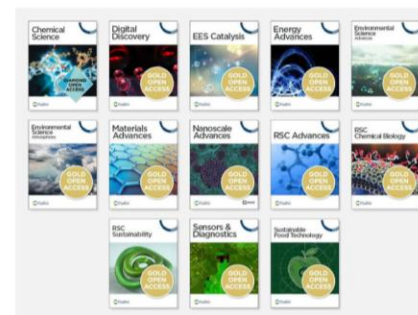 Chemical
Science
DIAMOND
OPEN
ACCESS
Digital
Discovery
GOLD
OPEN
ACCESS
EES Catalysis
GOLD
OPEN
ACCESS
Energy
Advances
GOLD
OPEN
ACCESS
Environmental
Science
Advances
GOLD
OPEN
ACCESS
Environmental
Science
Atmospheres
GOLD
OPEN
ACCESS
Materials
Advances
GOLD
OPEN
ACCESS
Nanoscale
Advances
GOLD
OPEN
ACCESS
RSC Advances
GOLD
OPEN
ACCESS
RSC
Chemical Biology
GOLD
OPEN
ACCESS
RSC
Sustainability
GOLD
OPEN
ACCESS
Sensors &
Diagnostics
GOLD
OPEN
ACCESS
Sustainable
Food Technology
GOLD
OPEN
ACCESS